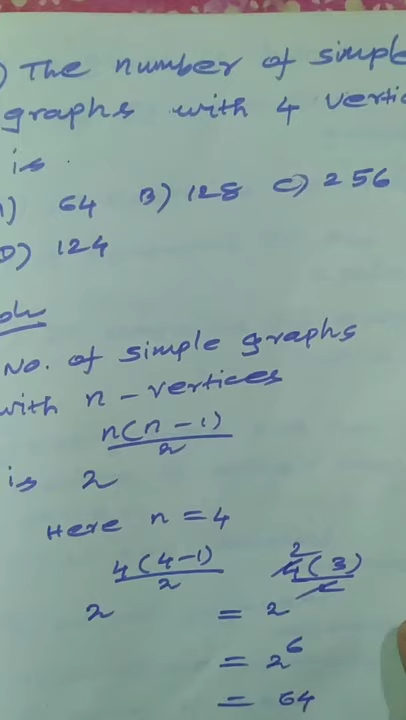 ) The number of simple
graphs with 4 vertic
is.
) 64 B) 128 C) 256
D) 124
No. of simple graphs
with n - vertices
is 2^(n(n-1)/2)
Here n = 4
2^(4(4-1)/2) = 2^(4(3)/2)
= 2^6
= 64